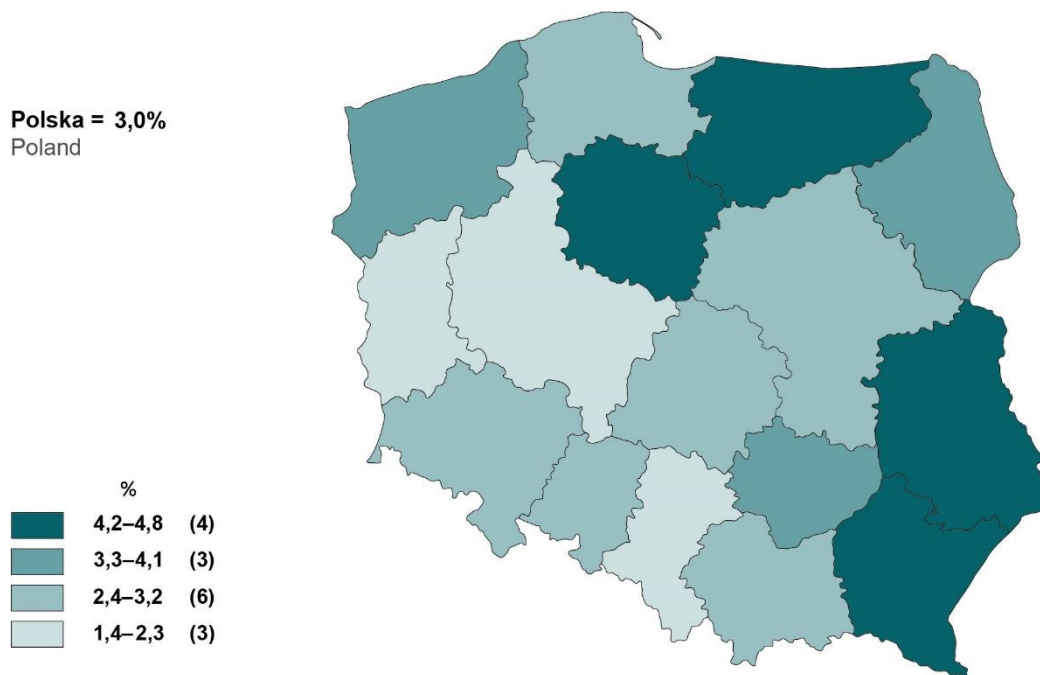 Polska = 3,0%
Poland
%
4,2–4,8 (4)
3,3–4,1 (3)
2,4–3,2 (6)
1,4–2,3 (3)